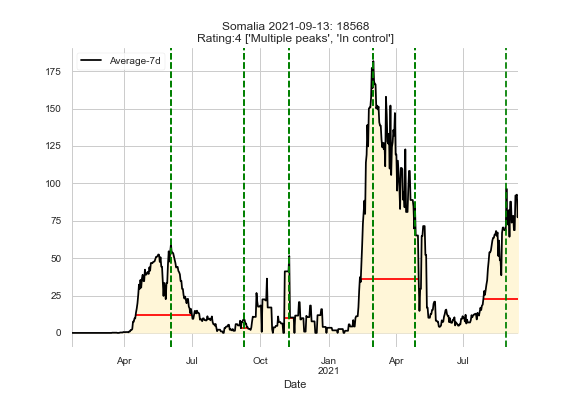 Somalia 2021-09-13: 18568
Rating:4 ['Multiple peaks', 'In control']
Average-7d
175
150
125
100
75
50
25
0
Apr Jul Oct Jan Apr Jul
2021
Date